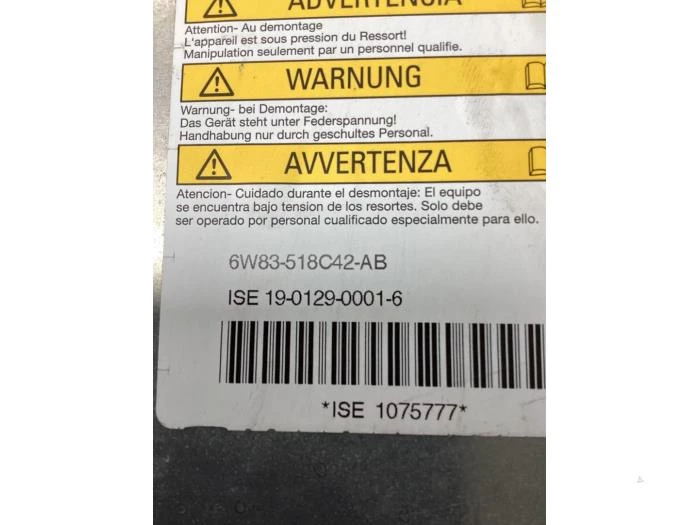 ADVERTENCIA
Attention- Au demontage
L'appareil est sous pression du Ressort!
Manipulation seulement par un personnel qualifie.
WARNUNG
Warnung- bei Demontage:
Das Gerät steht unter Federspannung!
Handhabung nur durch geschultes Personal.
AVVERTENZA
Atencion- Cuidado durante el desmontaje: El equipo
se encuentra bajo tension de los resortes. Solo debe
ser operado por personal cualificado especialmente para ello.
6W83-518C42-AB
ISE 19-0129-0001-6
*ISE 1075777*